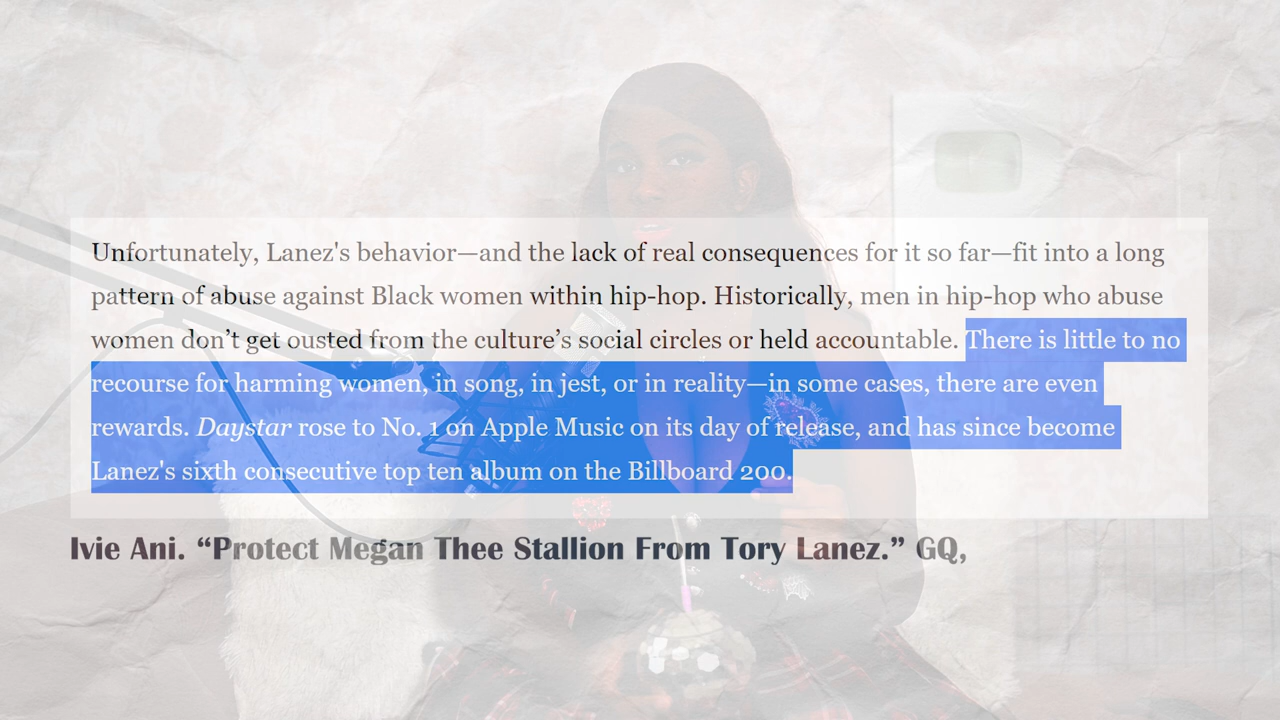 Unfortunately, Lanez's behavior—and the lack of real consequences for it so far—fit into a long
pattern of abuse against Black women within hip-hop. Historically, men in hip-hop who abuse
women don’t get ousted from the culture’s social circles or held accountable. There is little to no
recourse for harming women, in song, in jest, or in reality—in some cases, there are even
rewards. Daystar rose to No. 1 on Apple Music on its day of release, and has since become
Lanez's sixth consecutive top ten album on the Billboard 200.
Ivie Ani. “Protect Megan Thee Stallion From Tory Lanez.” GQ,